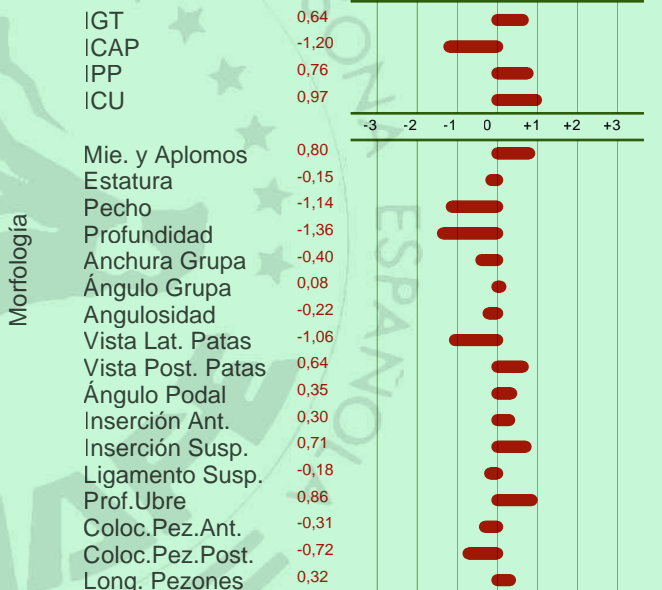 IGT 0,64
ICAP -1,20
IPP 0,76
ICU 0,97
-3 -2 -1 0 +1 +2 +3
Morfología
Mie. y Aplomos 0,80
Estatura -0,15
Pecho -1,14
Profundidad -1,36
Anchura Grupa -0,40
Ángulo Grupa 0,08
Angulosidad -0,22
Vista Lat. Patas -1,06
Vista Post. Patas 0,64
Ángulo Podal 0,35
Inserción Ant. 0,30
Inserción Susp. 0,71
Ligamento Susp. -0,18
Prof.Ubre 0,86
Coloc.Pez.Ant. -0,31
Coloc.Pez.Post. -0,72
Long. Pezones 0,32
ESPAÑOLA